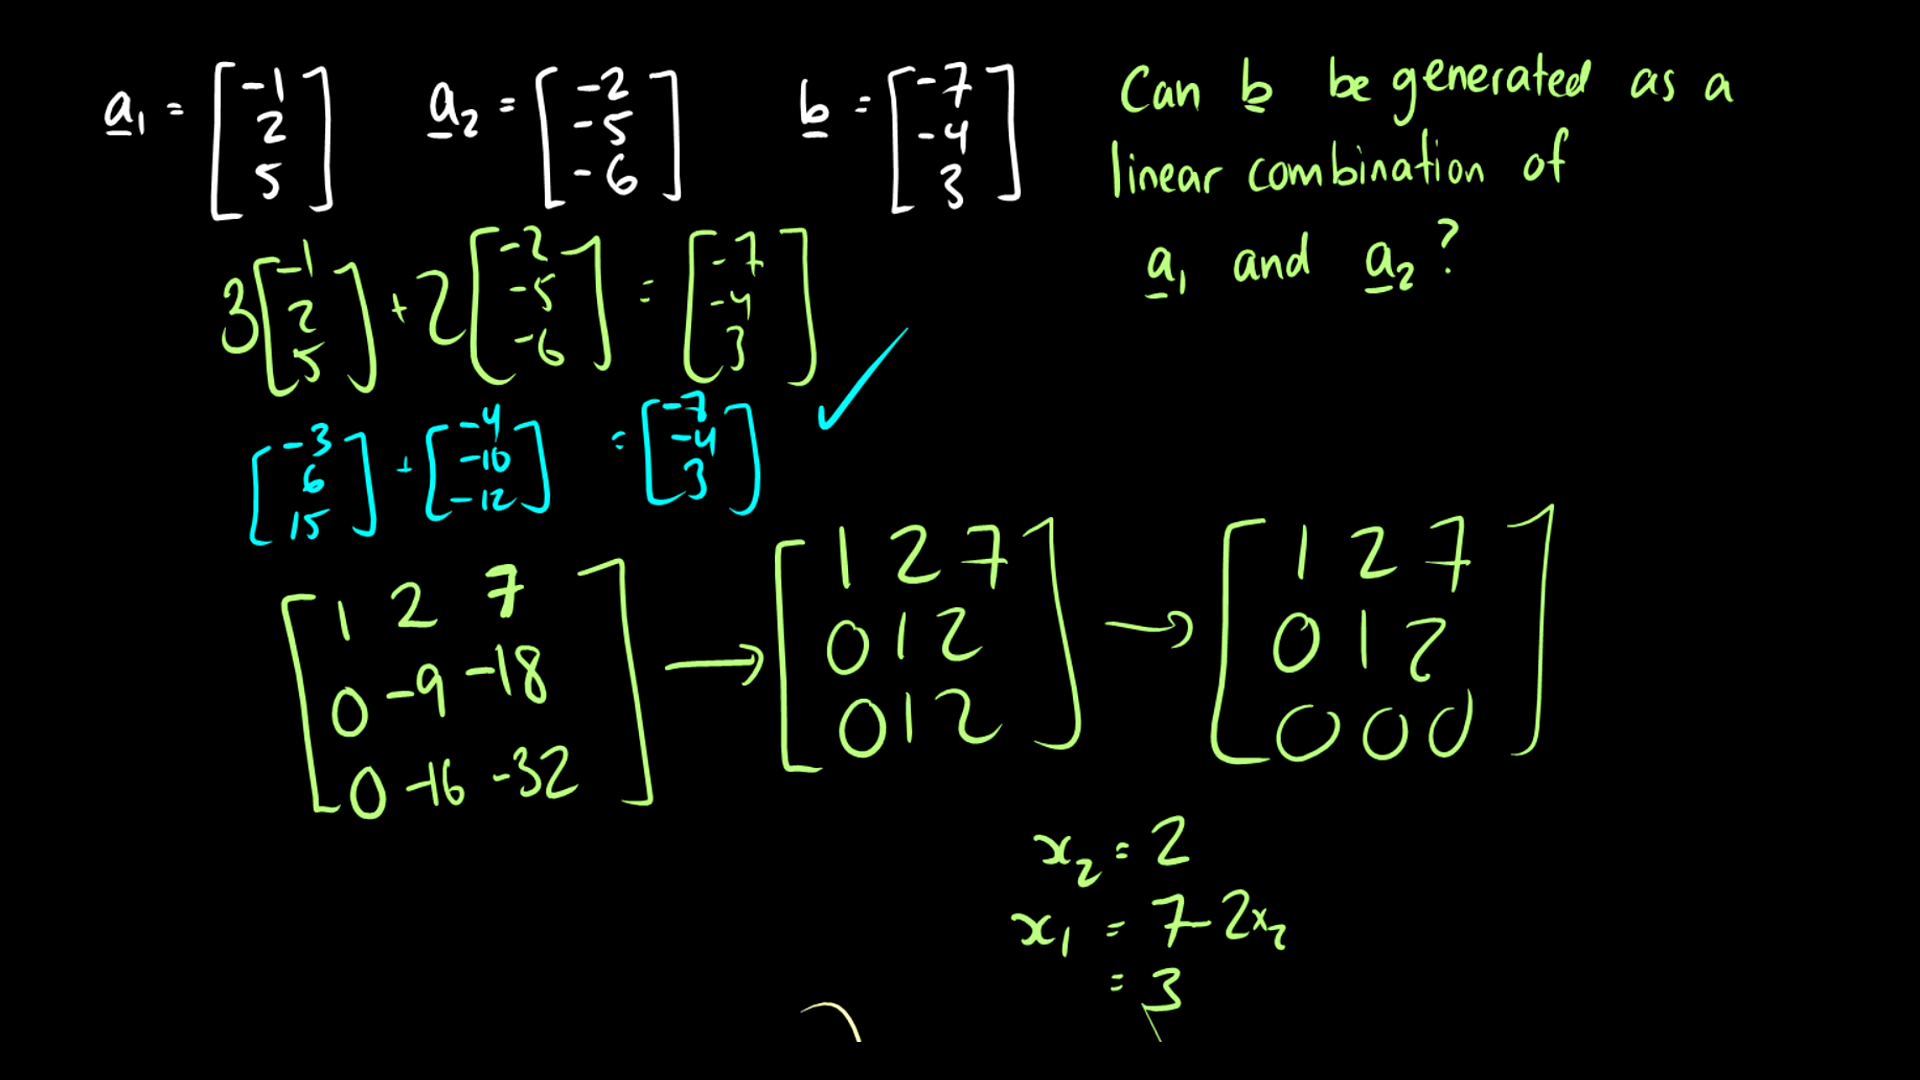 a₁ = [-1 2 5] a₂ = [-2 -5 -6] b = [-7 -4 3]
Can b be generated as a
linear combination of
a₁ and a₂?
3[-1 2 5] + 2[-2 -5 -6] = [-7 -4 3]
[-3 6 15] + [-4 -10 -12] = [-7 -4 3] ✓
[1 2 7 → [1 2 7 → [1 2 7
0 -9 -18 0 1 2 0 1 2
0 -16 -32] 0 1 2] 0 0 0]
x₂ = 2
x₁ = 7-2x₂
= 3